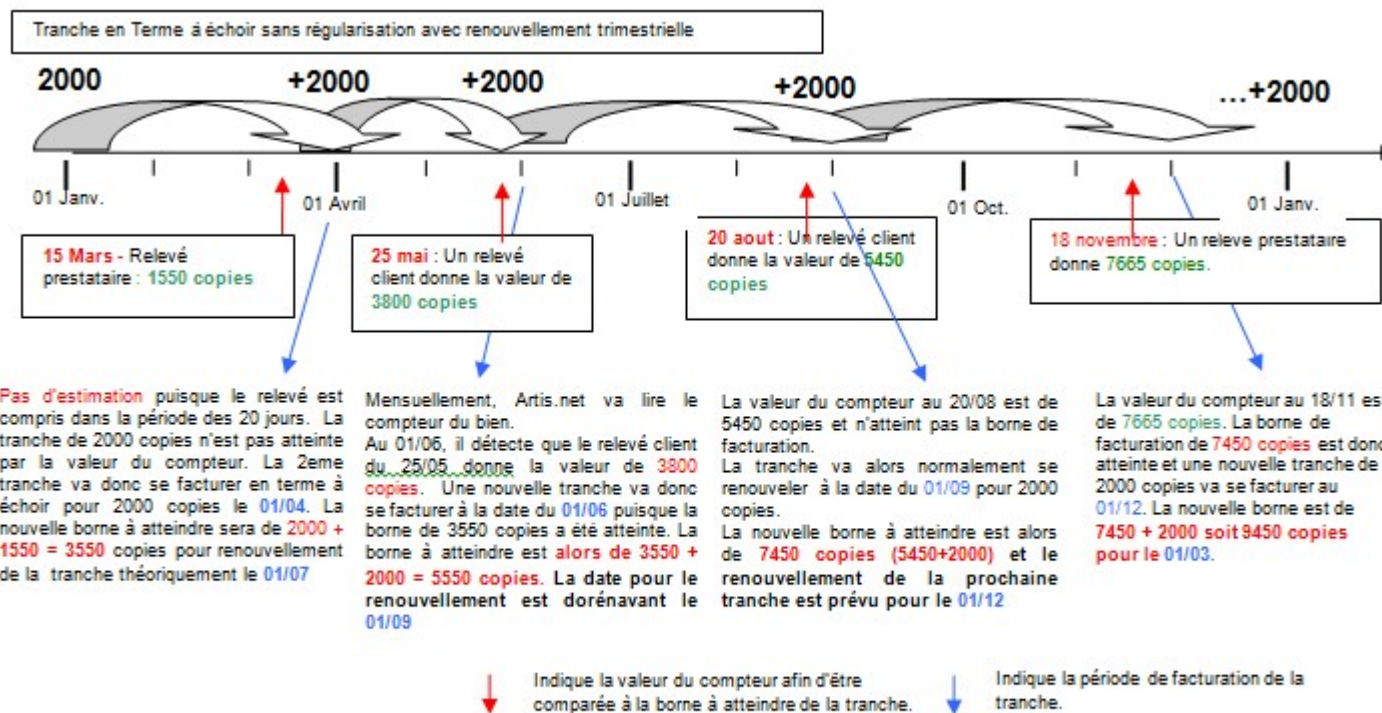 Tranche en Terme à échoir sans régularisation avec renouvellement trimestrielle
2000
+2000
+2000
+2000
...+2000
01 Janv.
01 Avril
01 Juillet
01 Oct.
01 Janv.
15 Mars - Relevé
prestataire : 1550 copies
25 mai : Un relevé
client donne la valeur de
3800 copies
20 aout : Un relevé client
donne la valeur de 5450
copies
18 novembre : Un releve prestataire
donne 7665 copies.
Pas d'estimation puisque le relevé est
compris dans la période des 20 jours. La
tranche de 2000 copies n'est pas atteinte
par la valeur du compteur. La 2eme
tranche va donc se facturer en terme à
échoir pour 2000 copies le 01/04. La
nouvelle borne à atteindre sera de 2000 +
1550 = 3550 copies pour renouvellement
de la tranche théoriquement le 01/07
Mensuellement, Artis.net va lire le
compteur du bien.
Au 01/06, il détecte que le relevé client
du 25/05 donne la valeur de 3800
copies. Une nouvelle tranche va donc
se facturer à la date du 01/06 puisque la
borne de 3550 copies a été atteinte. La
borne à atteindre est alors de 3550 +
2000 = 5550 copies. La date pour le
renouvellement est dorénavant le
01/09
La valeur du compteur au 20/08 est de
5450 copies et n'atteint pas la borne de
facturation.
La tranche va alors normalement se
renouveler à la date du 01/09 pour 2000
copies.
La nouvelle borne à atteindre est alors
de 7450 copies (5450+2000) et le
renouvellement de la prochaine
tranche est prévu pour le 01/12
La valeur du compteur au 18/11 est
de 7665 copies. La borne de
facturation de 7450 copies est donc
atteinte et une nouvelle tranche de
2000 copies va se facturer au
01/12. La nouvelle borne est de
7450 + 2000 soit 9450 copies
pour le 01/03.
Indique la valeur du compteur afin d'être
comparée à la borne à atteindre de la tranche.
Indique la période de facturation de la
tranche.